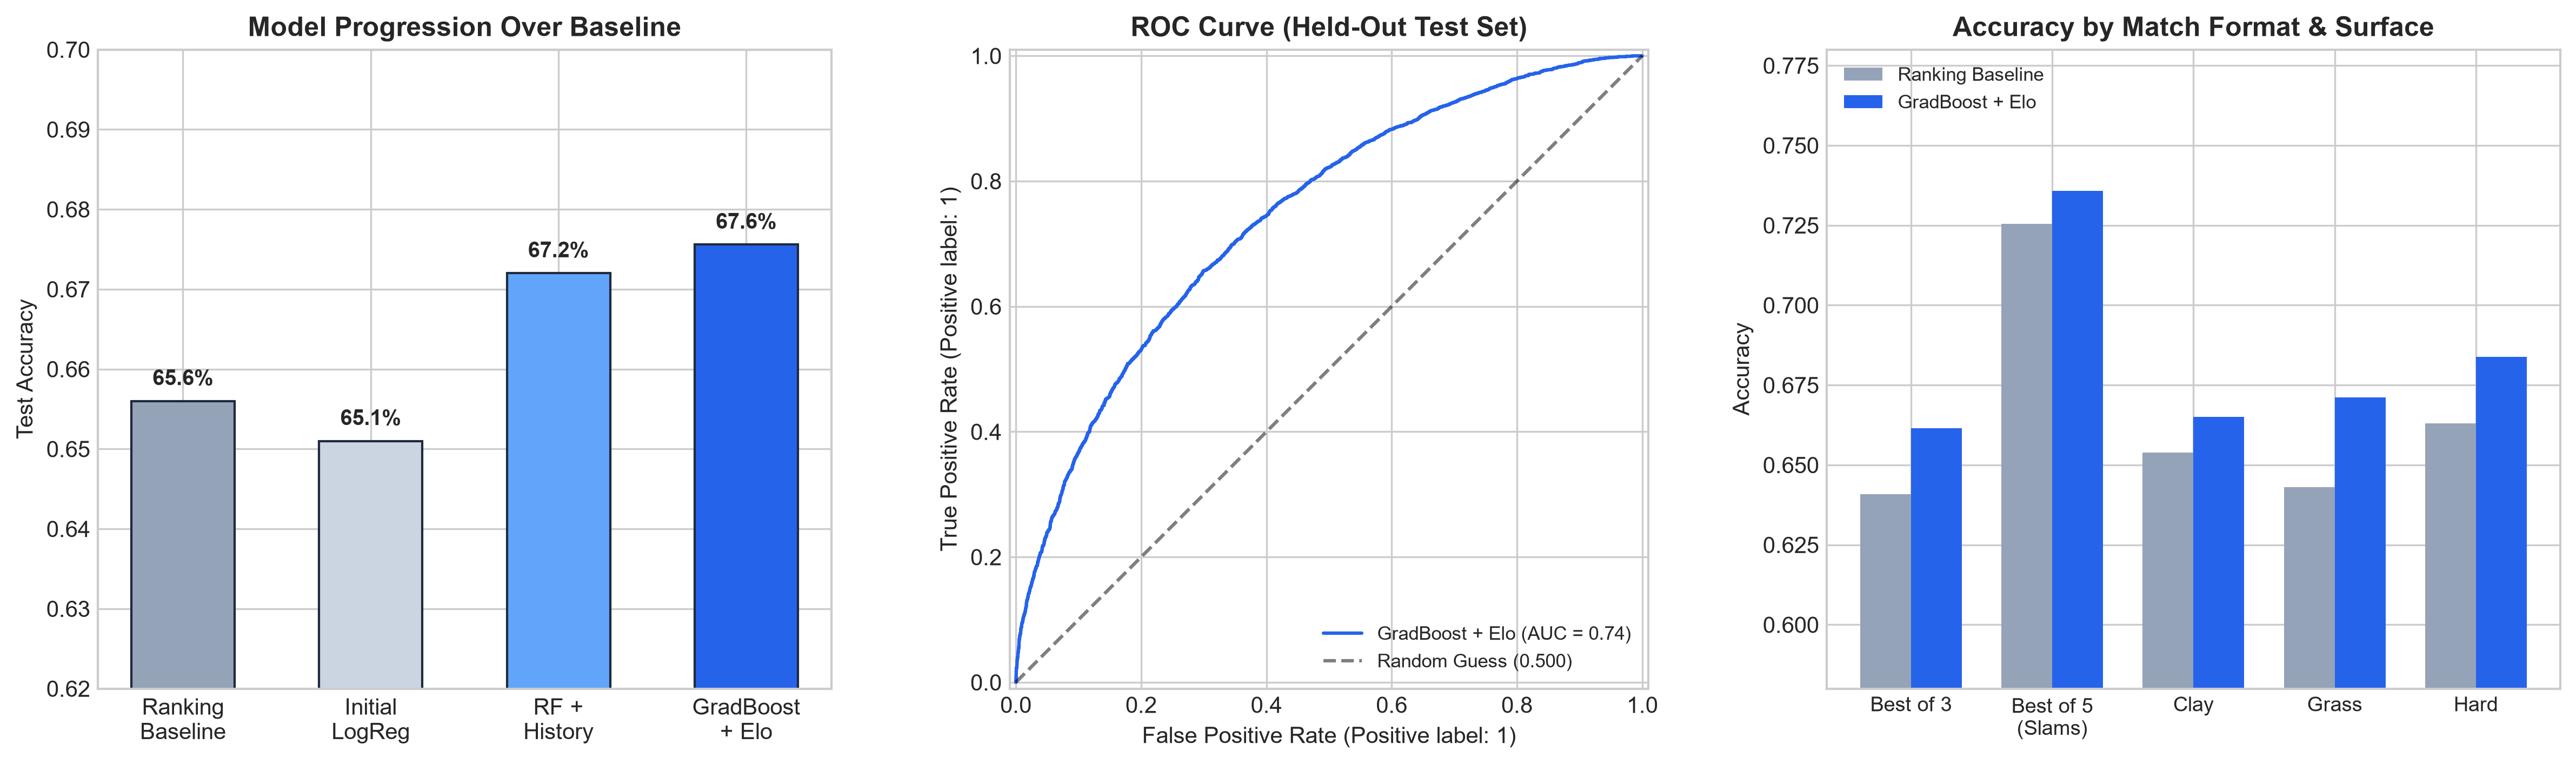 Model Progression Over Baseline
0.70
0.69
0.68
0.67
0.66
0.65
0.64
0.63
0.62
Test Accuracy
65.6%
65.1%
67.2%
67.6%
Ranking
Baseline
Initial
LogReg
RF +
History
GradBoost
+ Elo
ROC Curve (Held-Out Test Set)
1.0
0.8
0.6
0.4
0.2
0.0
True Positive Rate (Positive label: 1)
GradBoost + Elo (AUC = 0.74)
Random Guess (0.500)
0.0
0.2
0.4
0.6
0.8
1.0
False Positive Rate (Positive label: 1)
Accuracy by Match Format & Surface
Ranking Baseline
GradBoost + Elo
0.775
0.750
0.725
0.700
0.675
0.650
0.625
0.600
Accuracy
Best of 3
Best of 5
(Slams)
Clay
Grass
Hard